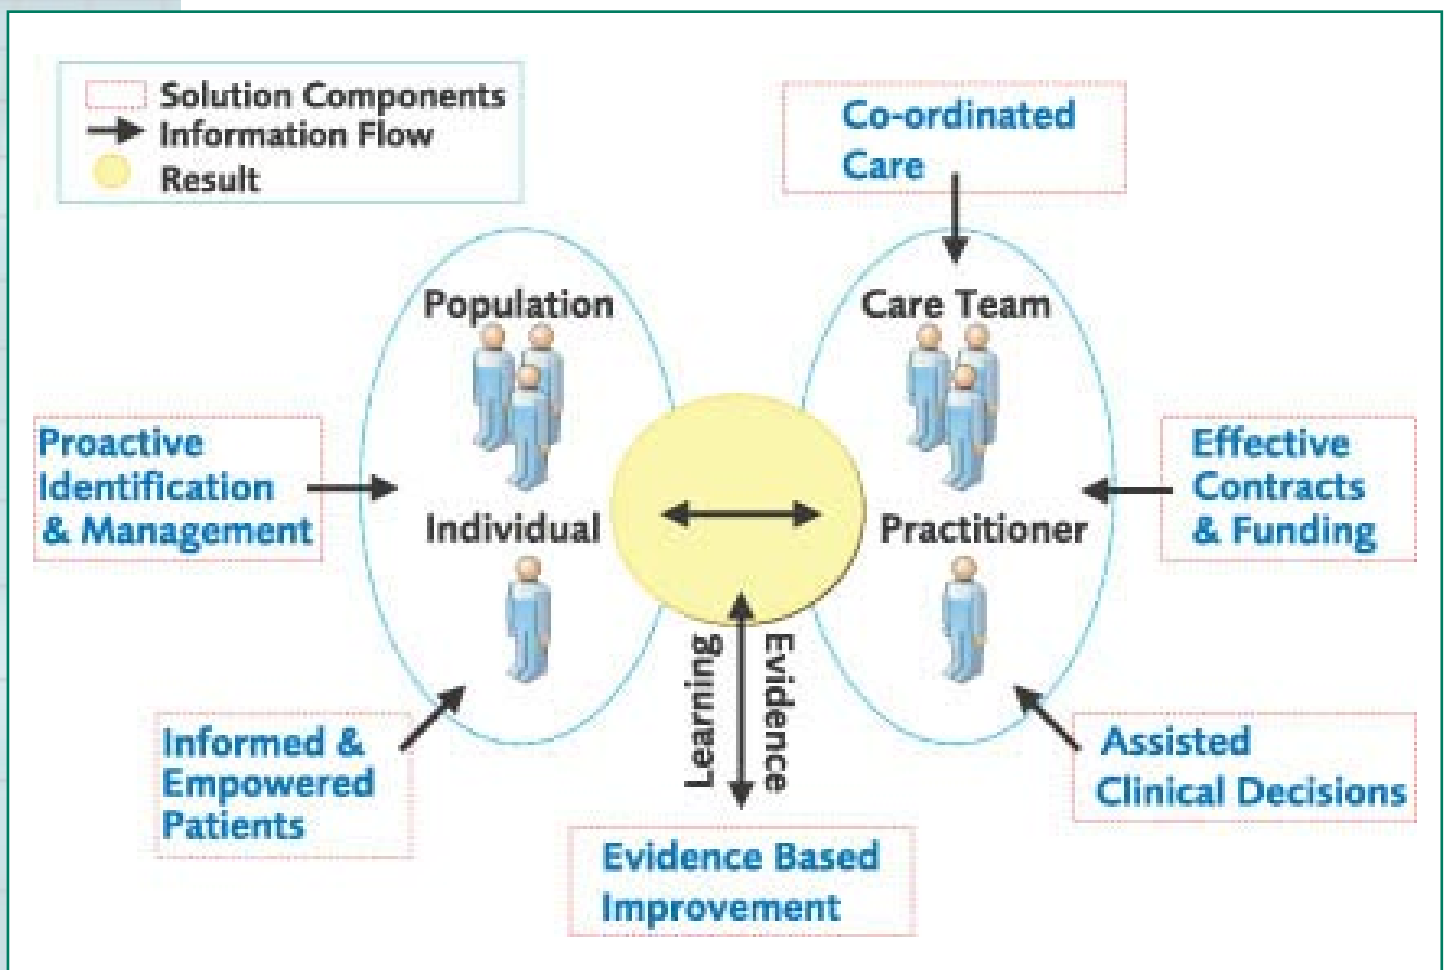 Solution Components
Information Flow
Result
Co-ordinated
Care
Population
Care Team
Proactive
Identification
& Management
Effective
Contracts
& Funding
Individual
Practitioner
Learning
Evidence
Informed &
Empowered
Patients
Assisted
Clinical Decisions
Evidence Based
Improvement